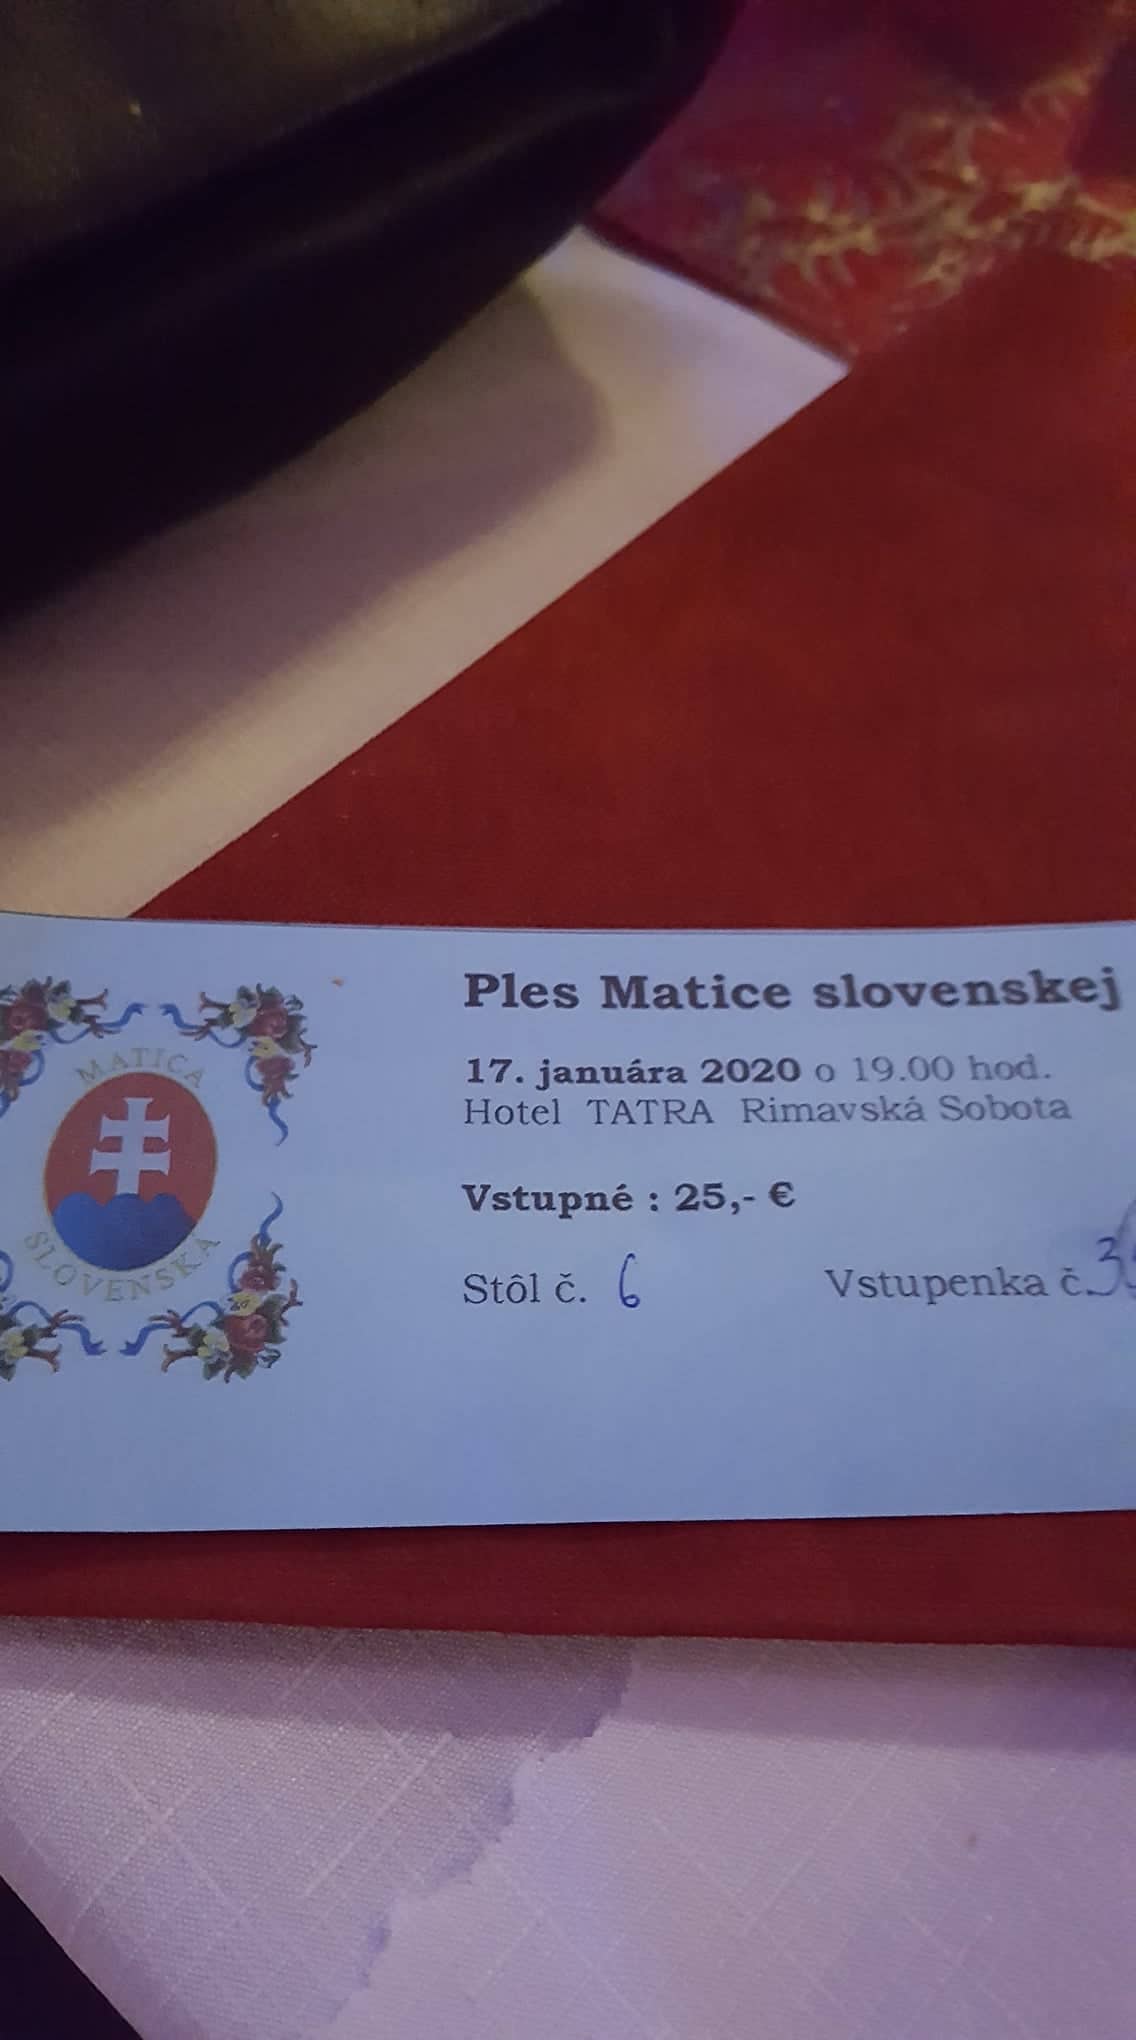 MATICA
SLOVENSKÁ
Ples Matice slovenskej
17. januára 2020 o 19.00 hod.
Hotel TATRA Rimavská Sobota
Vstupné : 25,- €
Stôl č. 6 Vstupenka č.